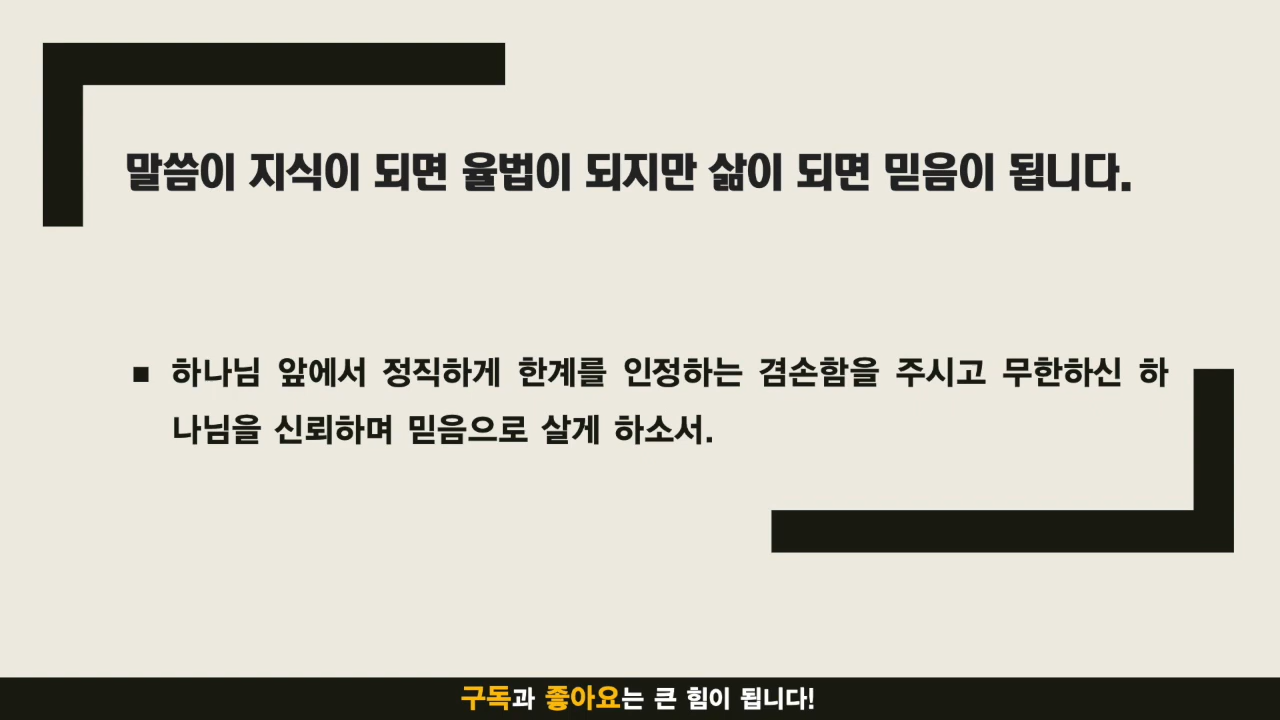 말씀이 지식이 되면 율법이 되지만 삶이 되면 믿음이 됩니다.
■ 하나님 앞에서 정직하게 한계를 인정하는 겸손함을 주시고 무한하신 하
나님을 신뢰하며 믿음으로 살게 하소서.
구독과 좋아요는 큰 힘이 됩니다!